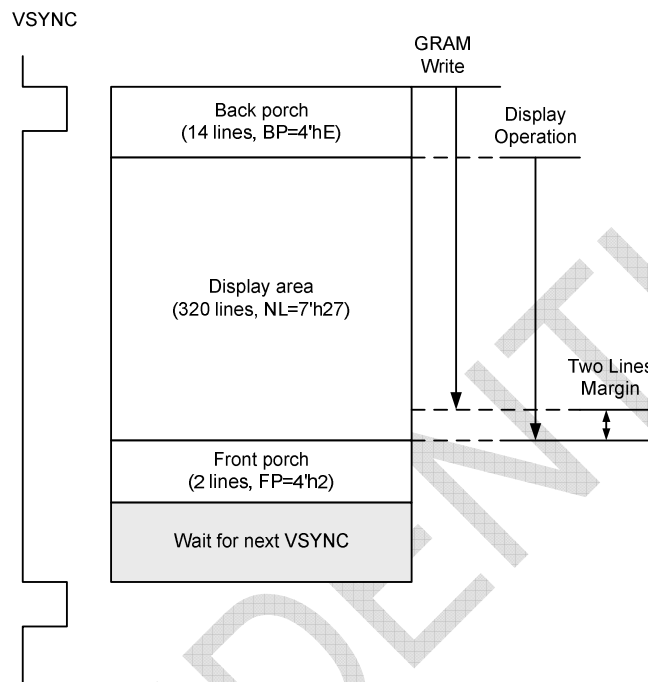 VSYNC
GRAM
Write
Back porch
(14 lines, BP=4'hE)
Display
Operation
Display area
(320 lines, NL=7'h27)
Two Lines
Margin
Front porch
(2 lines, FP=4'h2)
Wait for next VSYNC